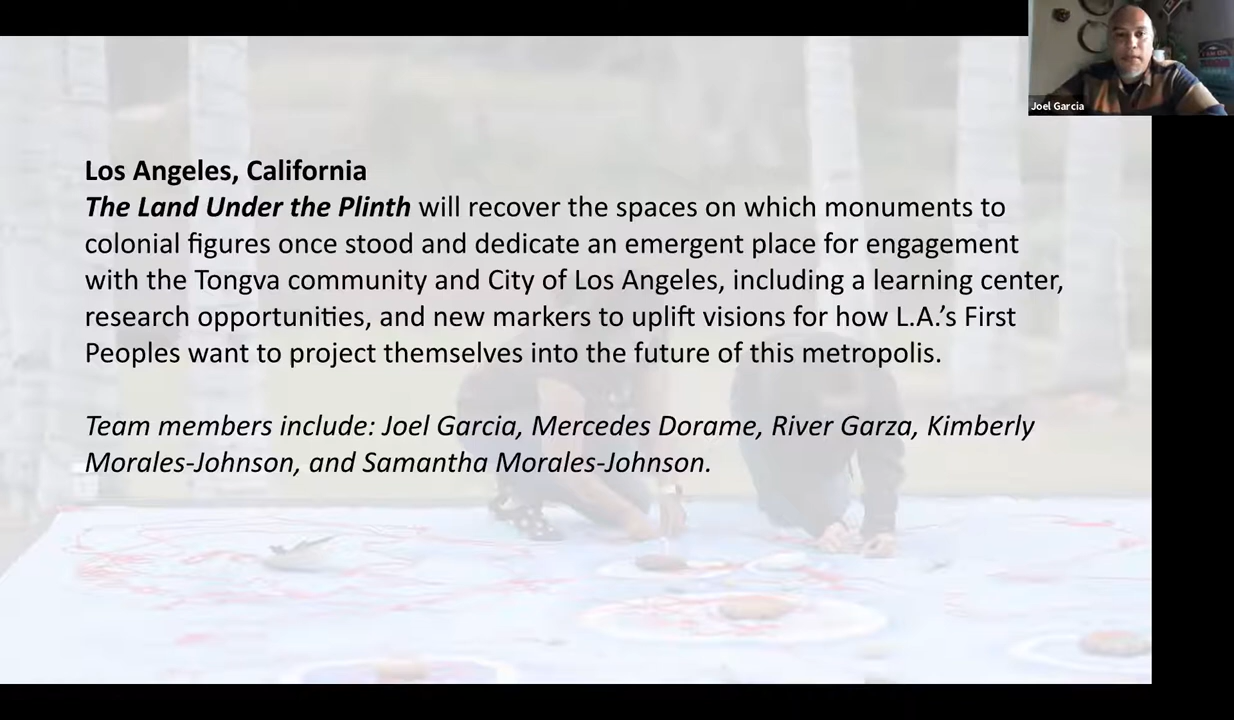 Joel Garcia
Los Angeles, California
The Land Under the Plinth will recover the spaces on which monuments to
colonial figures once stood and dedicate an emergent place for engagement
with the Tongva community and City of Los Angeles, including a learning center,
research opportunities, and new markers to uplift visions for how L.A.'s First
Peoples want to project themselves into the future of this metropolis.
Team members include: Joel Garcia, Mercedes Dorame, River Garza, Kimberly
Morales-Johnson, and Samantha Morales-Johnson.